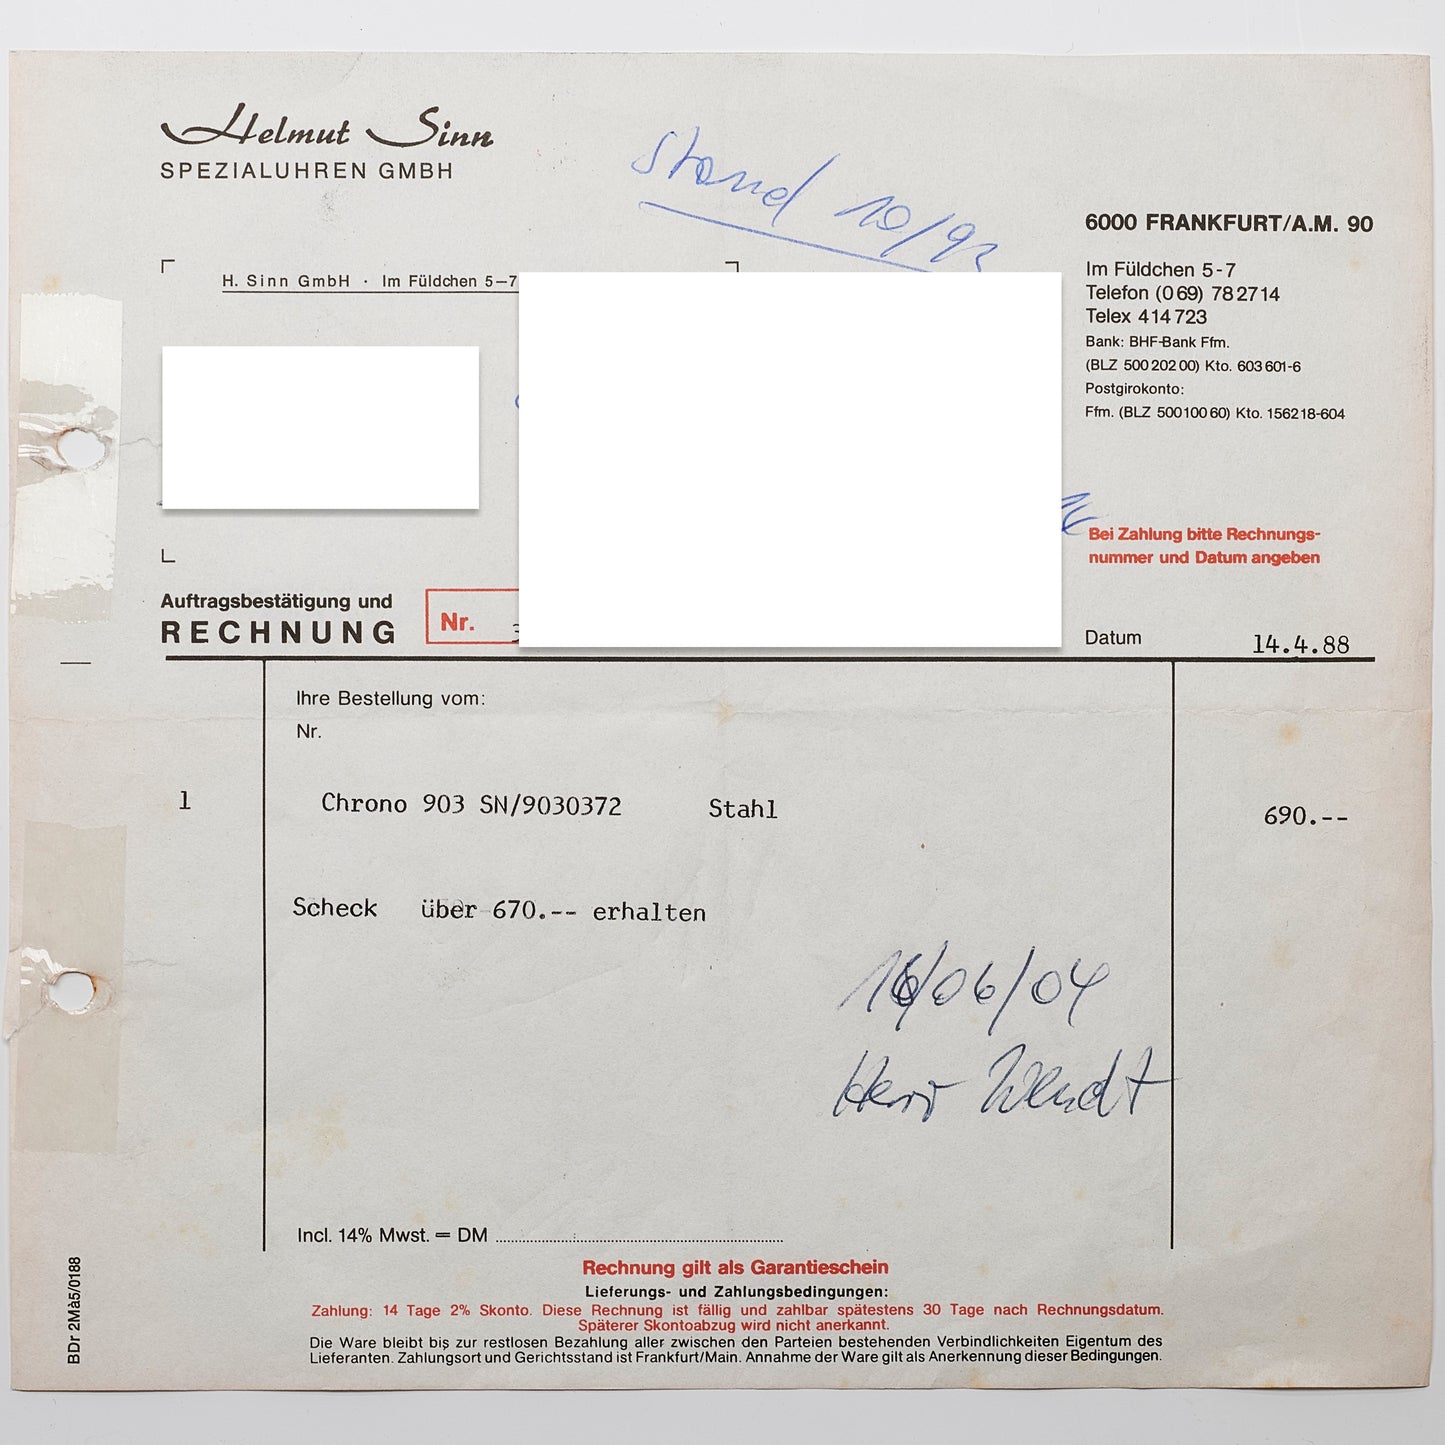 Helmut Sinn
SPEZIALUHREN GMBH
Stand 10/93
6000 FRANKFURT/A.M. 90
Im Füldchen 5-7
Telefon (069) 782714
Telex 414723
Bank: BHF-Bank Ffm.
(BLZ 50020200) Kto. 603601-6
Postgirokonto:
Ffm. (BLZ 50010060) Kto. 156218-604
H. Sinn GmbH · Im Füldchen 5–7
Bei Zahlung bitte Rechnungs-
nummer und Datum angeben
Auftragsbestätigung und
RECHNUNG
Nr.
Datum 14.4.88
Ihre Bestellung vom:
Nr.
1 Chrono 903 SN/9030372 Stahl 690.--
Scheck über 670.-- erhalten
16/06/04
Herr Wendt
Incl. 14% Mwst. = DM
Rechnung gilt als Garantieschein
Lieferungs- und Zahlungsbedingungen:
Zahlung: 14 Tage 2% Skonto. Diese Rechnung ist fällig und zahlbar spätestens 30 Tage nach Rechnungsdatum.
Späterer Skontoabzug wird nicht anerkannt.
Die Ware bleibt bis zur restlosen Bezahlung aller zwischen den Parteien bestehenden Verbindlichkeiten Eigentum des
Lieferanten. Zahlungsort und Gerichtsstand ist Frankfurt/Main. Annahme der Ware gilt als Anerkennung dieser Bedingungen.
BDr 2Mà5/0188